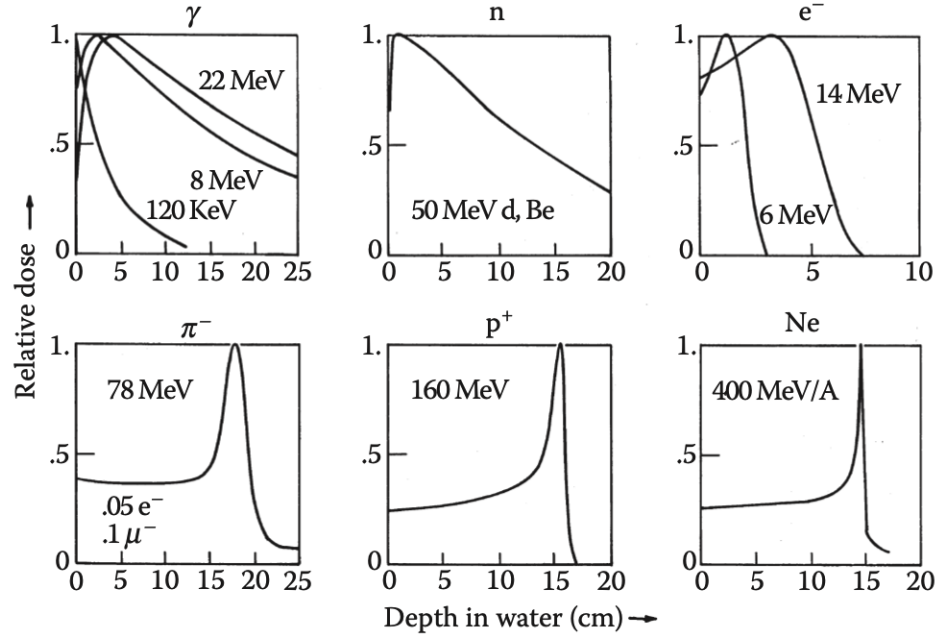 γ
n
e⁻
1.
.5
0
0 5 10 15 20 25
22 MeV
8 MeV
120 KeV
1.
.5
0
0 5 10 15 20
50 MeV d, Be
1.
.5
0
0 5 10
14 MeV
6 MeV
Relative dose →
π⁻
p⁺
Ne
1.
.5
0
0 5 10 15 20 25
78 MeV
.05 e⁻
.1 μ⁻
1.
.5
0
0 5 10 15 20
160 MeV
1.
.5
0
0 5 10 15 20
400 MeV/A
Depth in water (cm) →